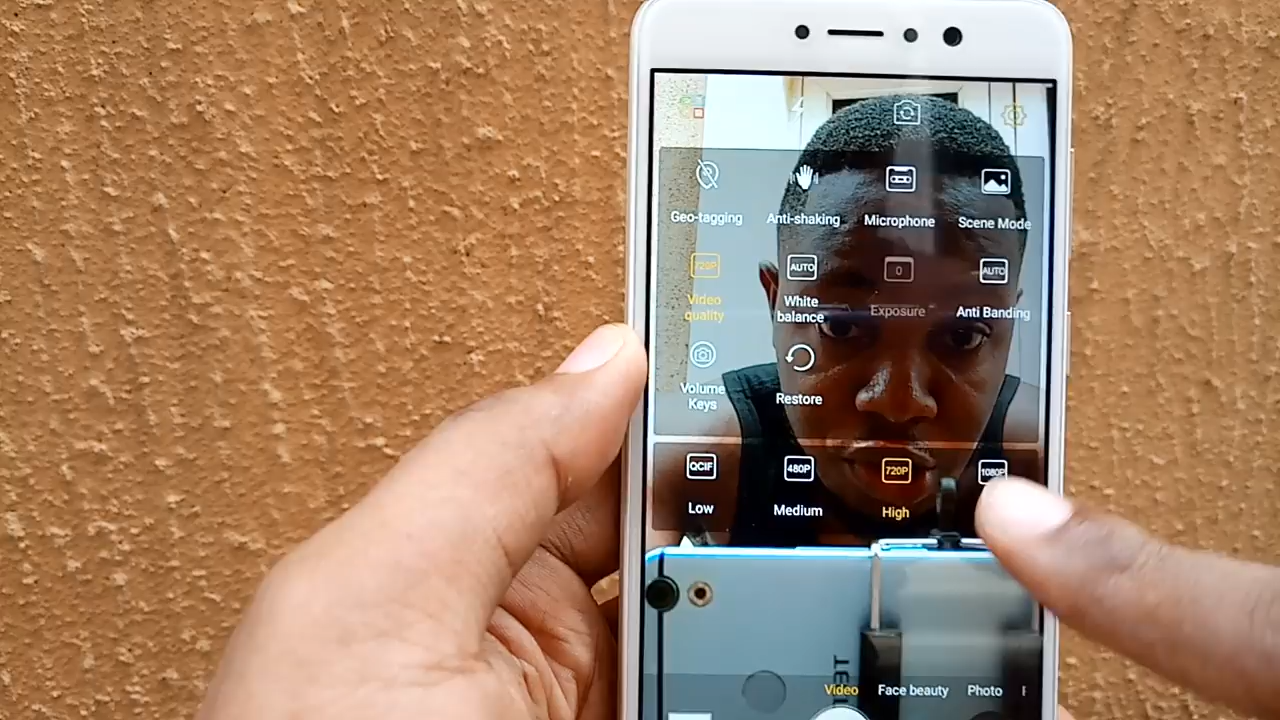 Geo-tagging Anti-shaking Microphone Scene Mode
720P AUTO 0 AUTO
Video quality
White balance
Exposure
Anti Banding
Volume Keys
Restore
QCIF 480P 720P 1080P
Low Medium High
Video Face beauty Photo